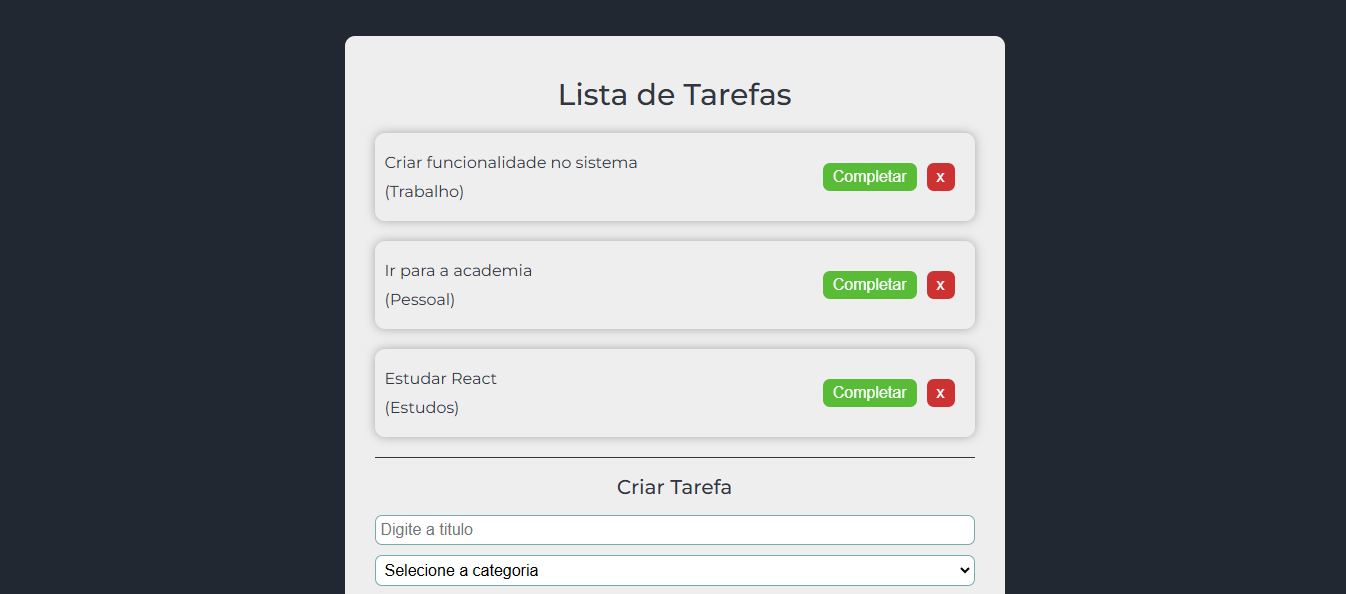 Lista de Tarefas
Criar funcionalidade no sistema
(Trabalho)
Completar x
Ir para a academia
(Pessoal)
Completar x
Estudar React
(Estudos)
Completar x
Criar Tarefa
Digite a titulo
Selecione a categoria